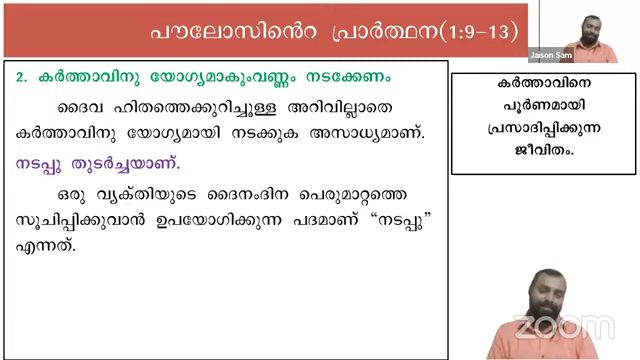 പൗലോസിൻെറ പ്രാർത്ഥന(1:9-13)
Jaison Sam
2. കർത്താവിനു യോഗ്യമാകുംവണ്ണം നടക്കേണം
ദൈവ ഹിതത്തെക്കുറിച്ചുള്ള അറിവില്ലാതെ
കർത്താവിനു യോഗ്യമായി നടക്കുക അസാധ്യമാണ്.
നടപ്പു തുടർച്ചയാണ്.
ഒരു വ്യക്തിയുടെ ദൈനംദിന പെരുമാറ്റത്തെ
സൂചിപ്പിക്കുവാൻ ഉപയോഗിക്കുന്ന പദമാണ് “നടപ്പു”
എന്നത്.
കർത്താവിനെ
പൂർണമായി
പ്രസാദിപ്പിക്കുന്ന
ജീവിതം.
zoom